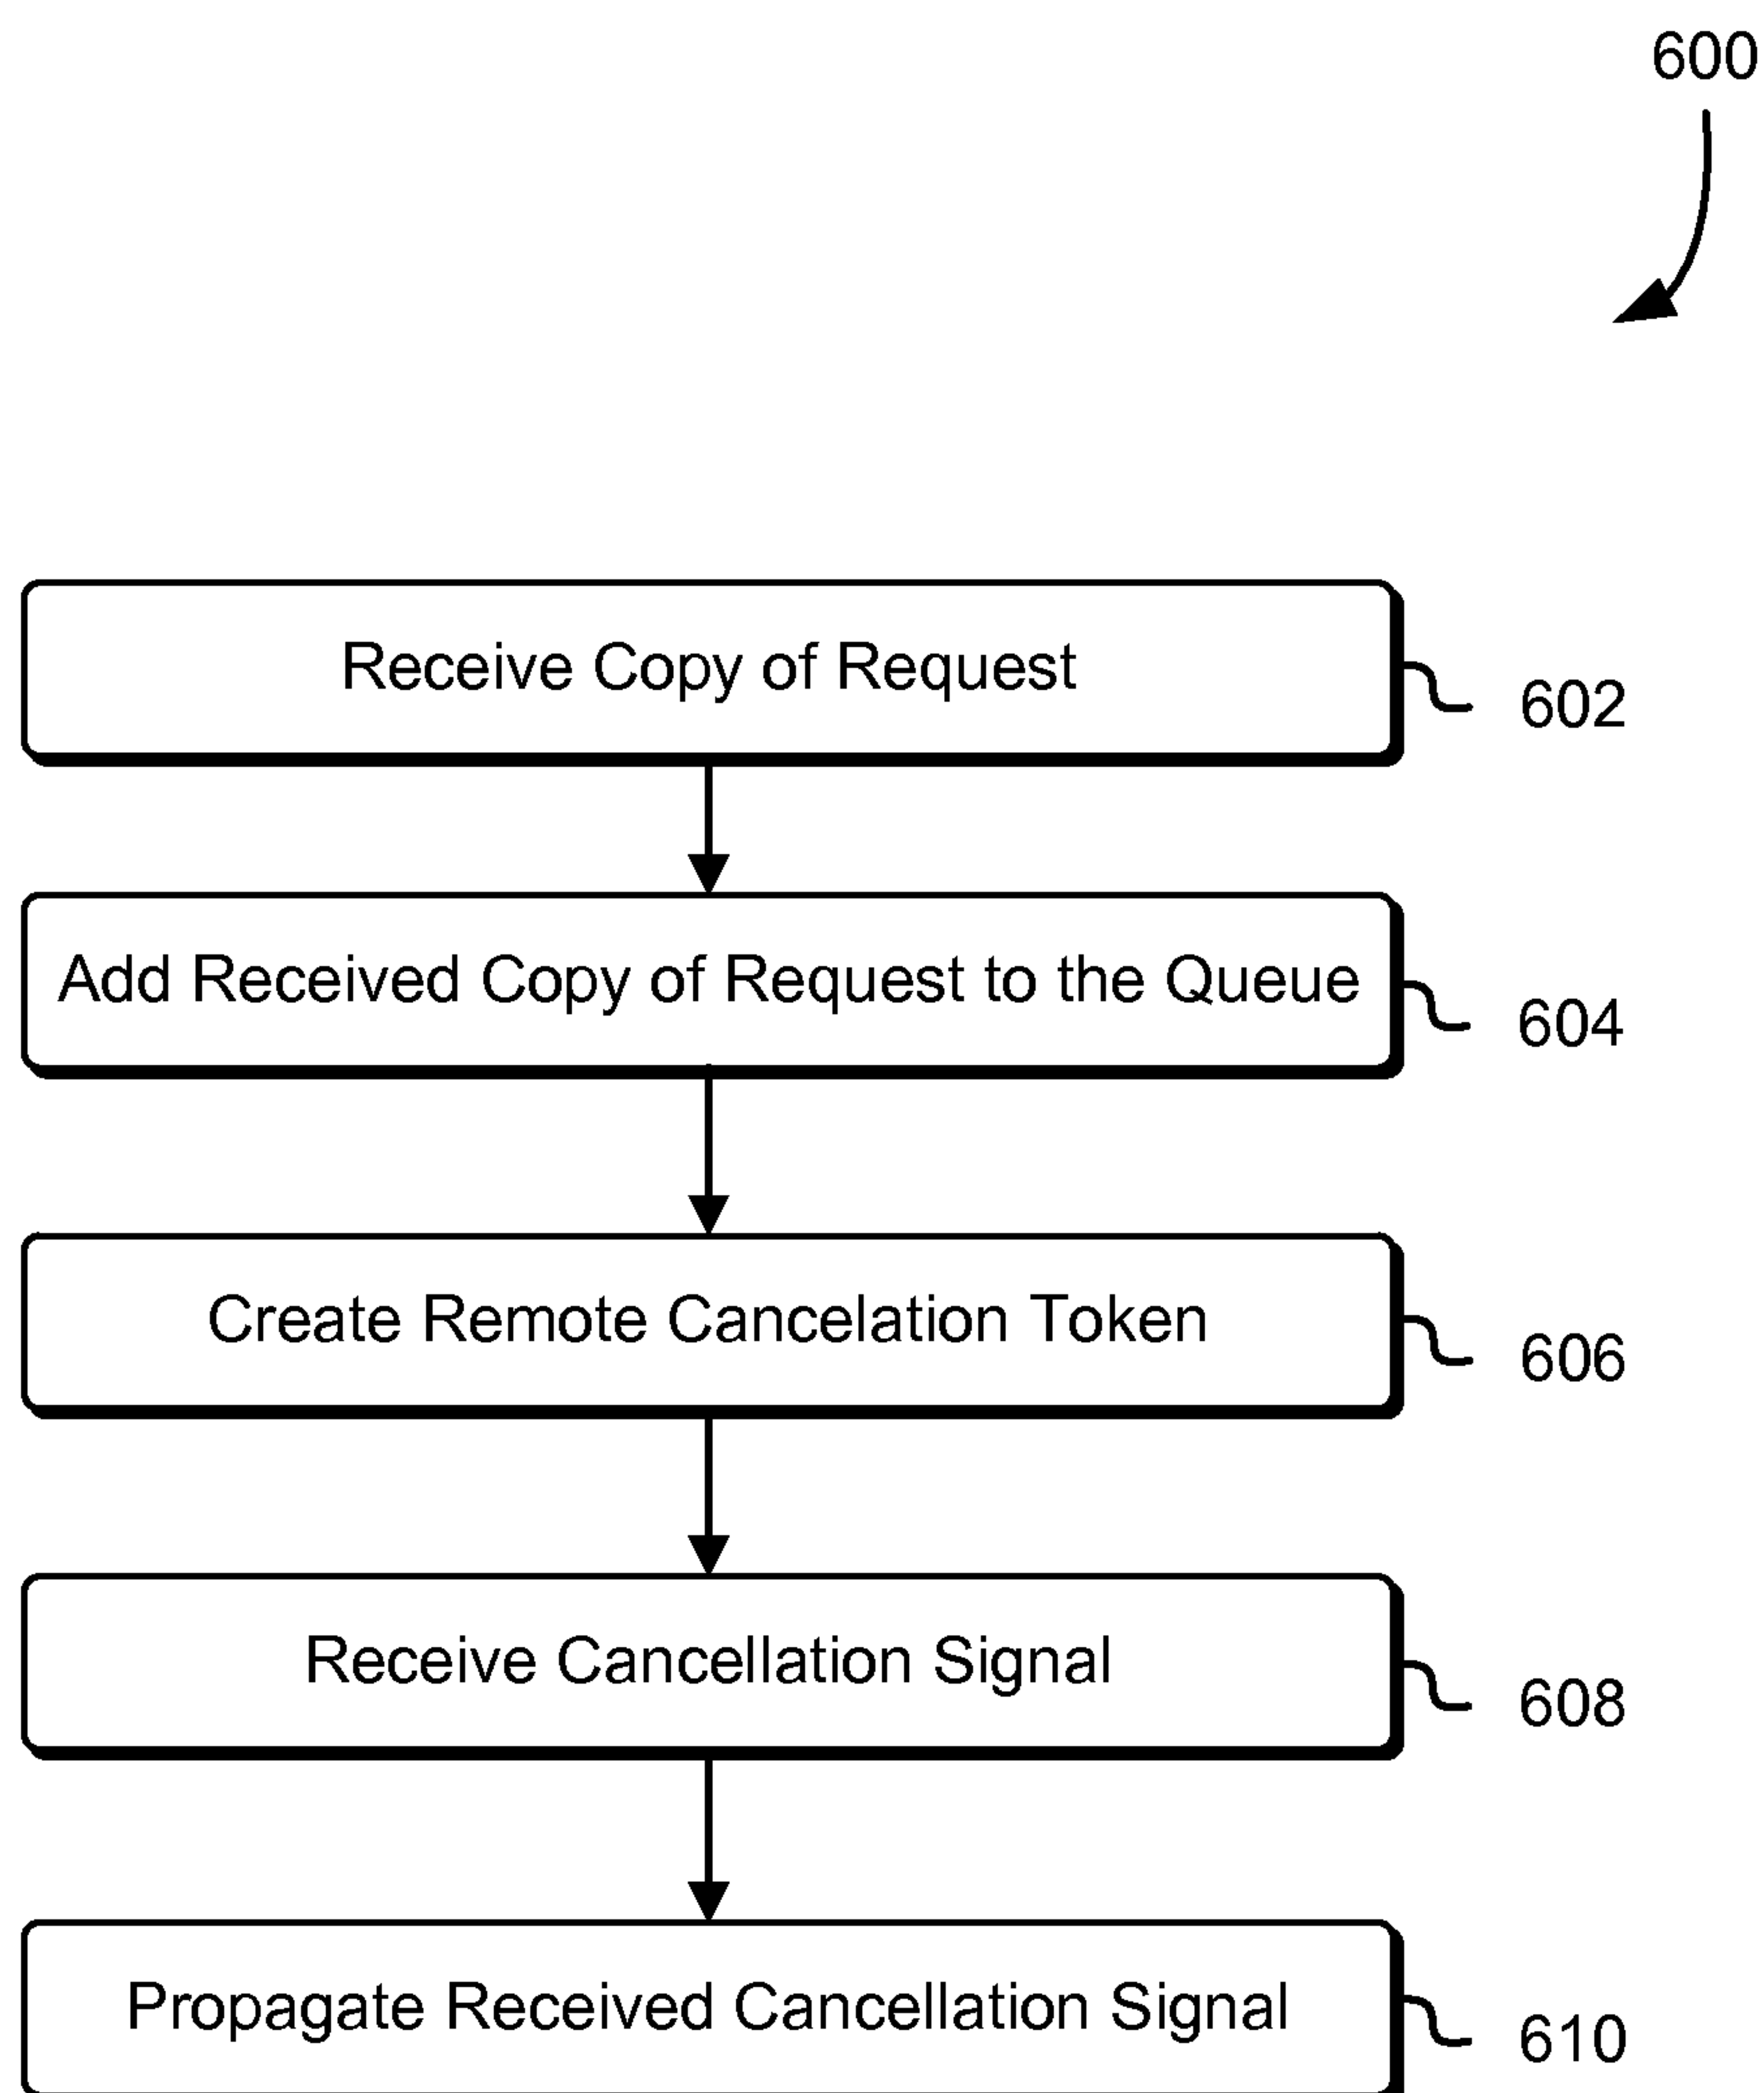 600
Receive Copy of Request
602
Add Received Copy of Request to the Queue
604
Create Remote Cancelation Token
606
Receive Cancellation Signal
608
Propagate Received Cancellation Signal
610